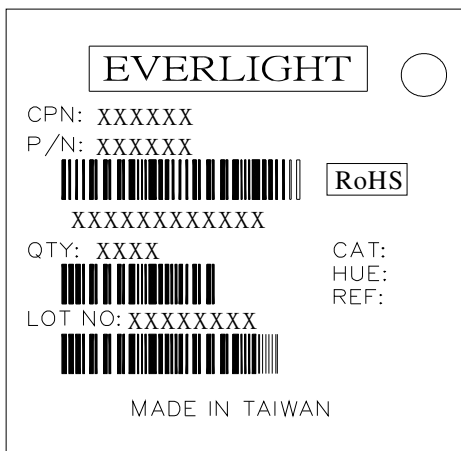 EVERLIGHT
CPN: XXXXXX
P/N: XXXXXX
RoHS
XXXXXXXXXXXX
QTY: XXXX
CAT:
HUE:
REF:
LOT NO: XXXXXXXX
MADE IN TAIWAN